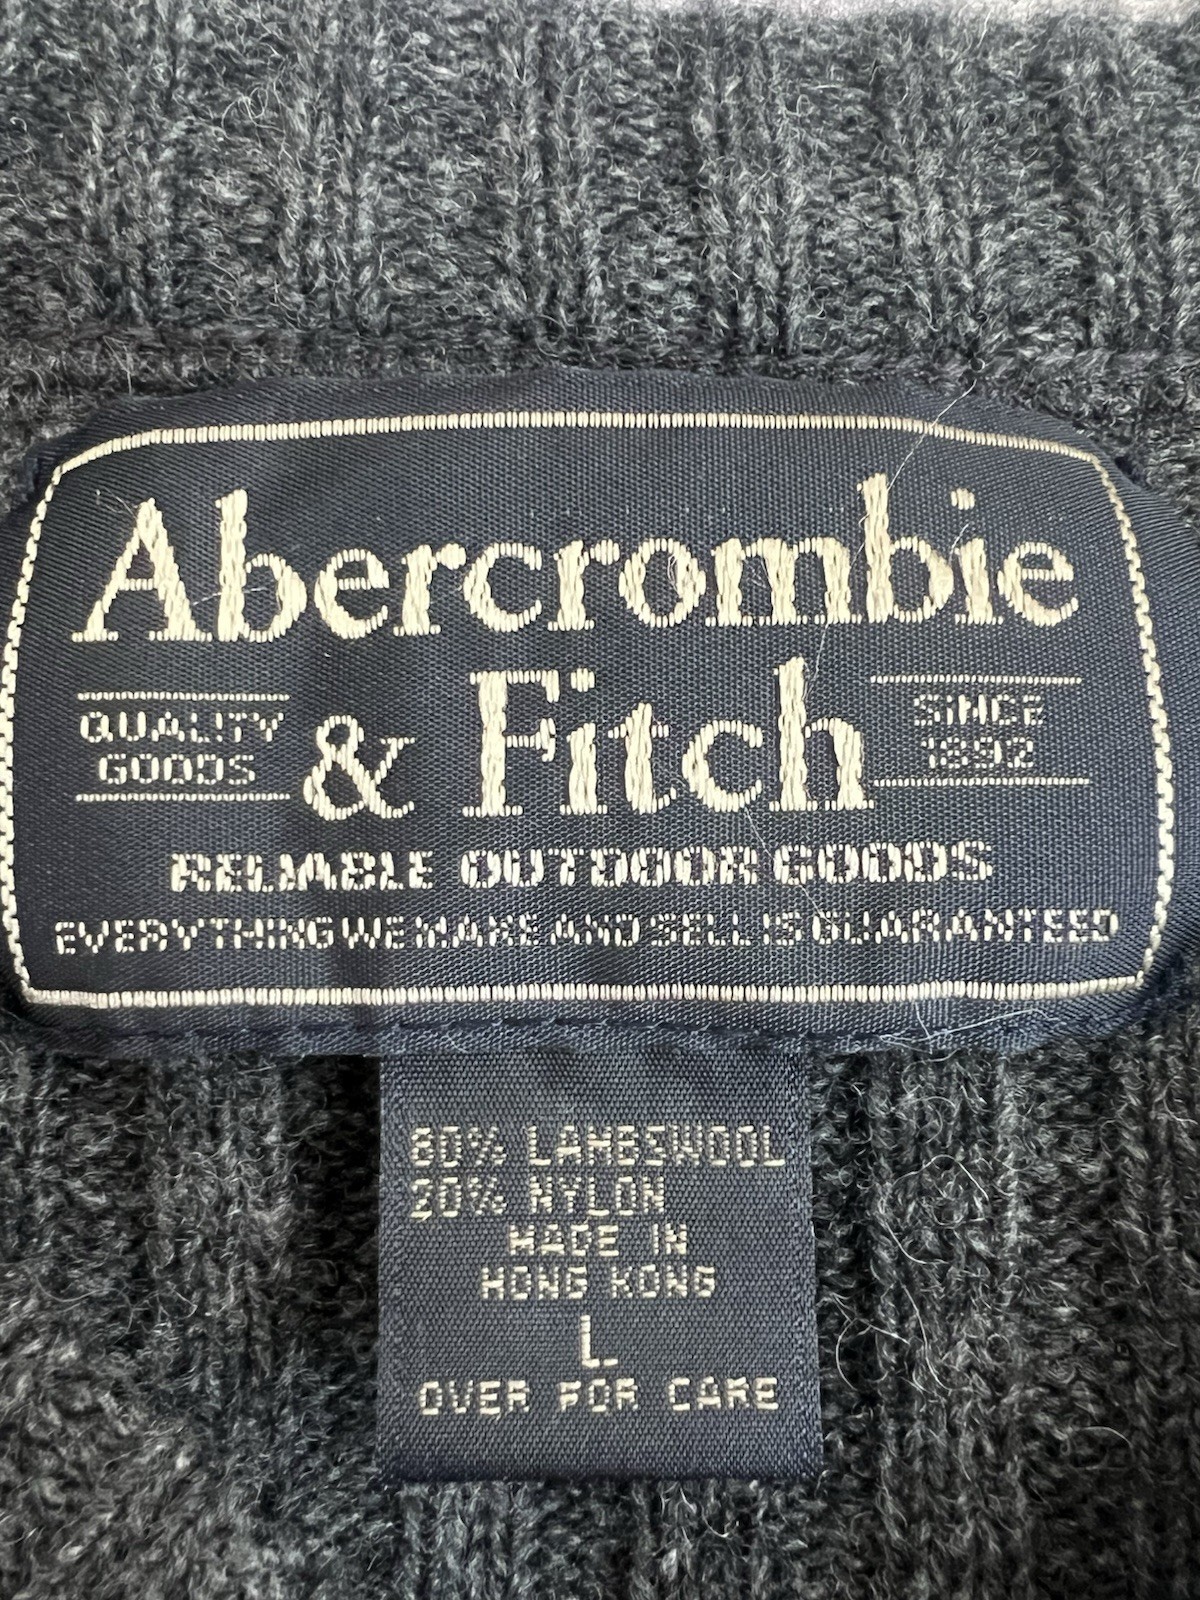 Abercrombie
QUALITY
GOODS
& Fitch
SINCE
1892
RELIABLE OUTDOOR GOODS
EVERYTHING WE MAKE AND SELL IS GUARANTEED
80% LAMBSWOOL
20% NYLON
MADE IN
HONG KONG
L
OVER FOR CARE